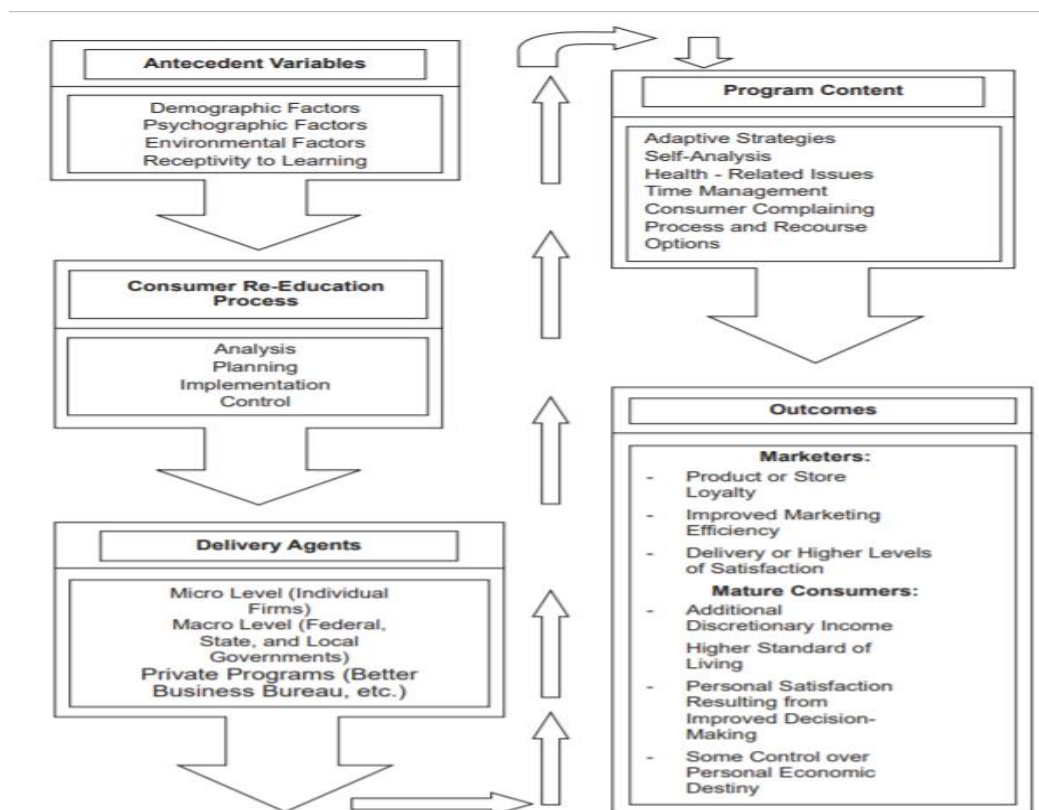 Antecedent Variables
Demographic Factors
Psychographic Factors
Environmental Factors
Receptivity to Learning
Consumer Re-Education
Process
Analysis
Planning
Implementation
Control
Delivery Agents
Micro Level (Individual
Firms)
Macro Level (Federal,
State, and Local
Governments)
Private Programs (Better
Business Bureau, etc.)
Program Content
Adaptive Strategies
Self-Analysis
Health - Related Issues
Time Management
Consumer Complaining
Process and Recourse
Options
Outcomes
Marketers:
- Product or Store
Loyalty
- Improved Marketing
Efficiency
- Delivery or Higher Levels
of Satisfaction
Mature Consumers:
- Additional
Discretionary Income
Higher Standard of
Living
- Personal Satisfaction
Resulting from
Improved Decision-
Making
- Some Control over
Personal Economic
Destiny